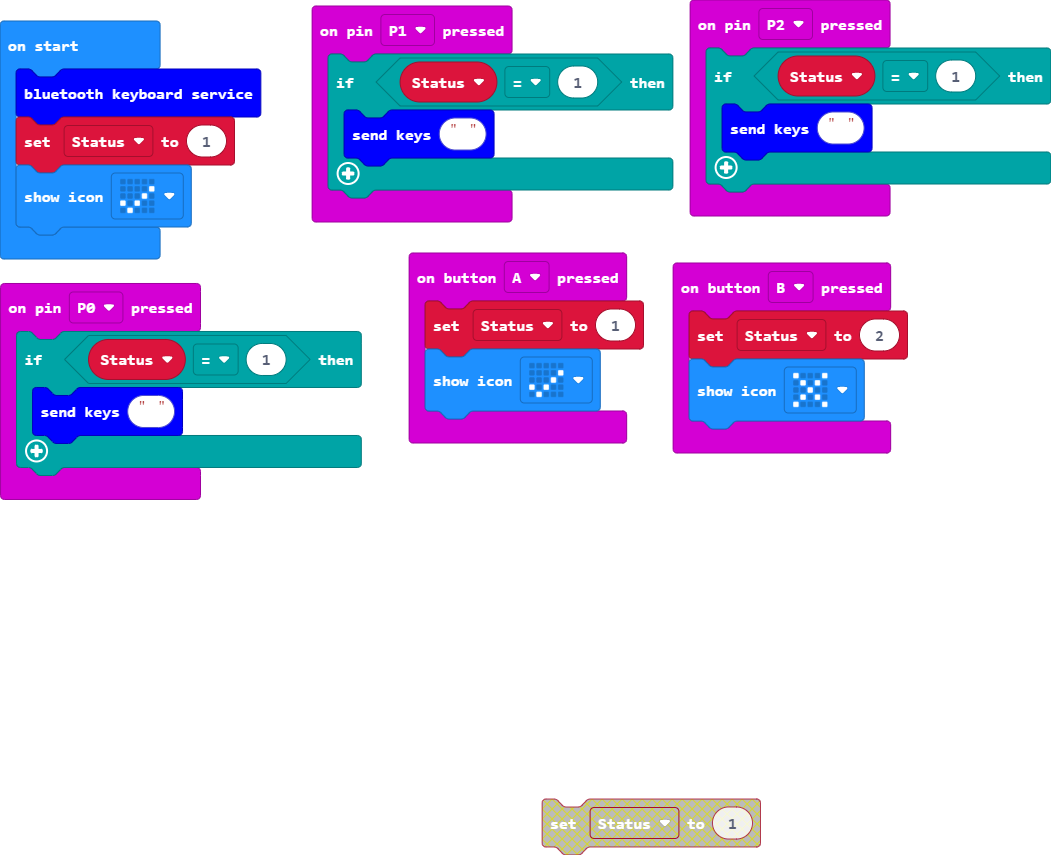 on start
bluetooth keyboard service
set Status to 1
show icon
on pin P1 pressed
if Status = 1 then
send keys " "
on pin P2 pressed
if Status = 1 then
send keys " "
on pin P0 pressed
if Status = 1 then
send keys " "
on button A pressed
set Status to 1
show icon
on button B pressed
set Status to 2
show icon
set Status to 1